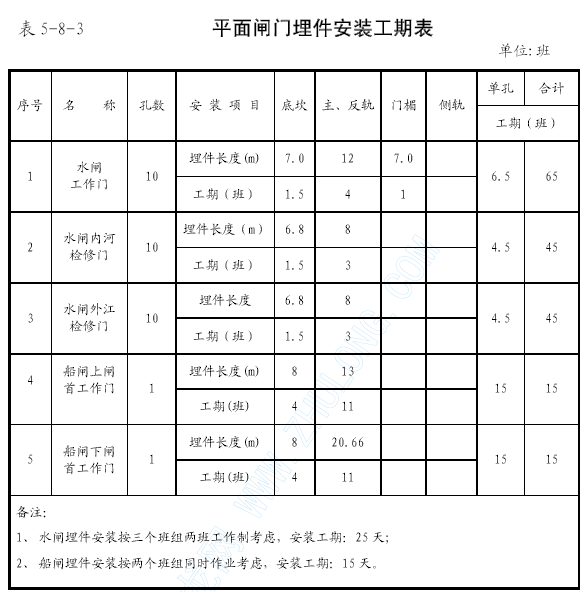 表 5-8-3 平面闸门埋件安装工期表
单位: 班
序号 名 称 孔数 安 装 项 目 底坎 主、反轨 门楣 侧轨 单孔 合计
工期（班）
1 水闸工作门 10 埋件长度(m) 7.0 12 7.0 6.5 65
工期（班） 1.5 4 1
2 水闸内河检修门 10 埋件长度（m） 6.8 8 4.5 45
工期（班） 1.5 3
3 水闸外江检修门 10 埋件长度 6.8 8 4.5 45
工期（班） 1.5 3
4 船闸上闸首工作门 1 埋件长度(m) 8 13 15 15
工期(班) 4 11
5 船闸下闸首工作门 1 埋件长度(m) 8 20.66 15 15
工期(班) 4 11
备注:
1、 水闸埋件安装按三个班组两班工作制考虑，安装工期：25 天；
2、 船闸埋件安装按两个班组同时作业考虑，安装工期：15 天。
WWW.ZHULONG.COM